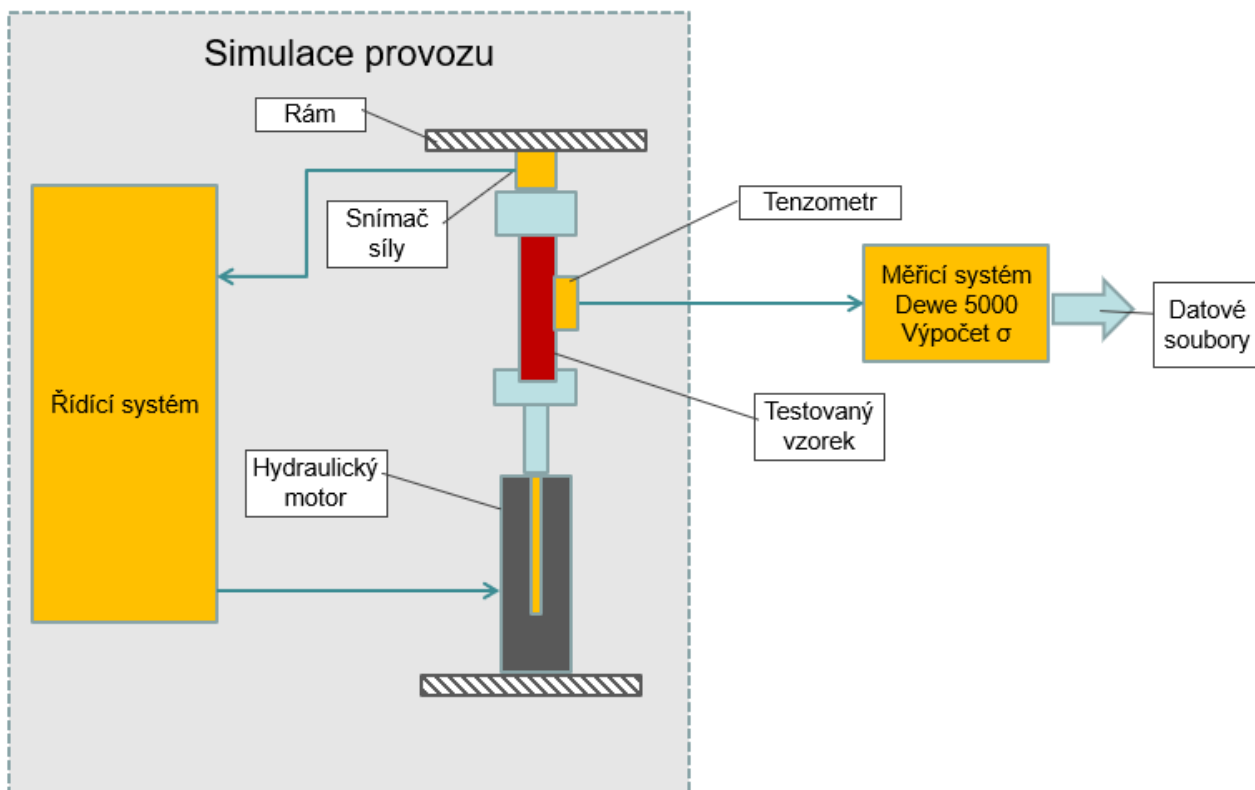 Simulace provozu
Rám
Snímač
síly
Tenzometr
Měřicí systém
Dewe 5000
Výpočet σ
Datové
soubory
Řídící systém
Testovaný
vzorek
Hydraulický
motor